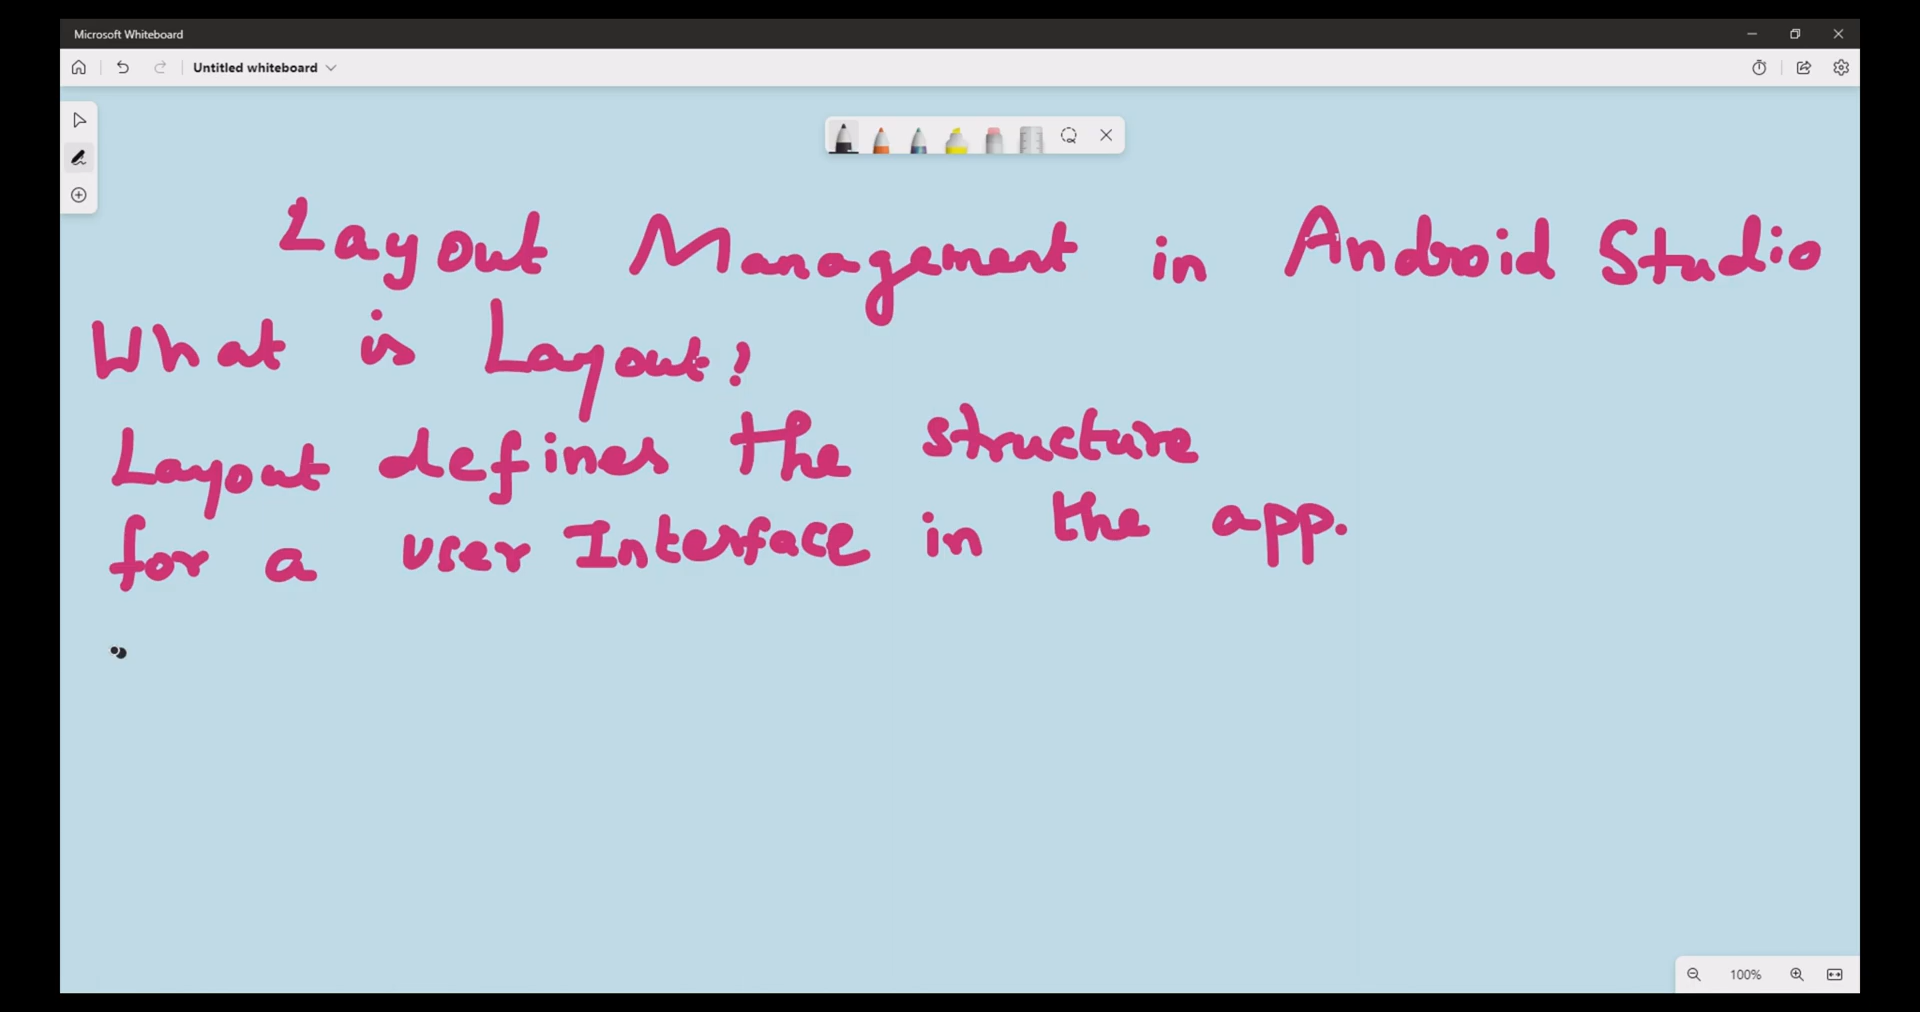 Microsoft Whiteboard
Untitled whiteboard
Layout Management in Android Studio
What is Layout?
Layout defines the structure
for a user Interface in the app.
100%